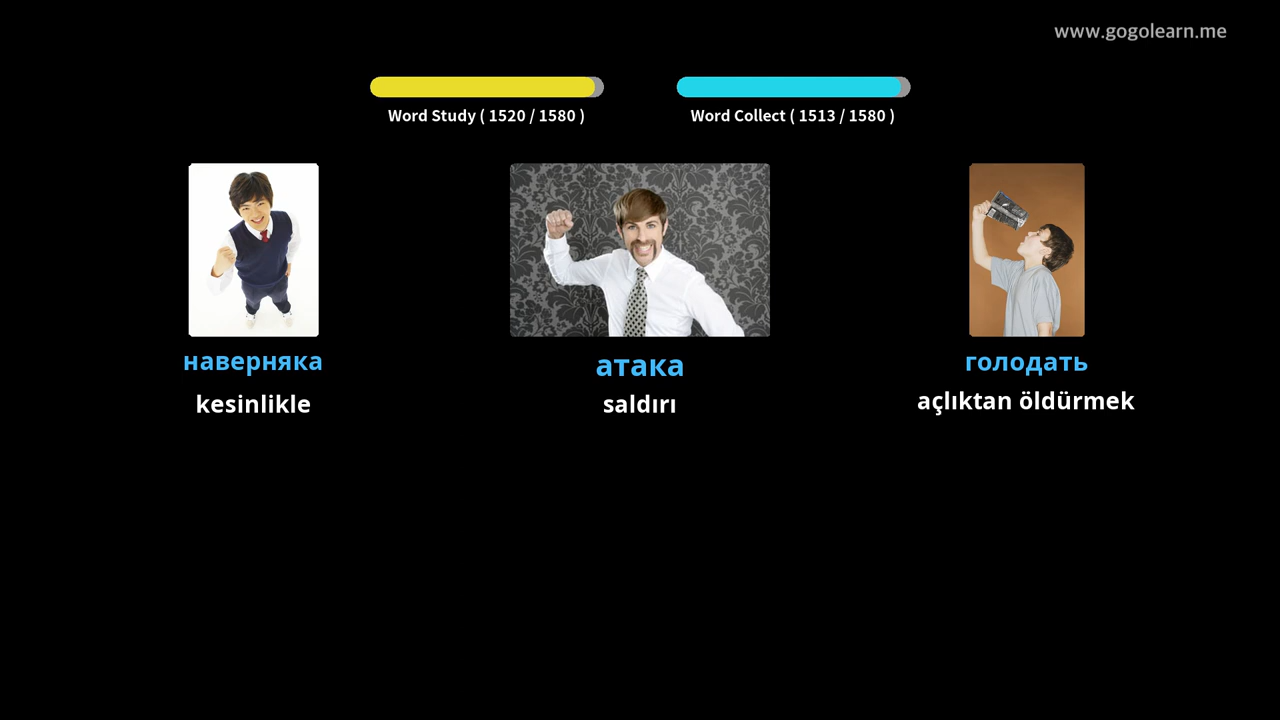 www.gogolearn.me
Word Study ( 1520 / 1580 )
Word Collect ( 1513 / 1580 )
наверняка
kesinlikle
атака
saldırı
голодать
açlıktan öldürmek